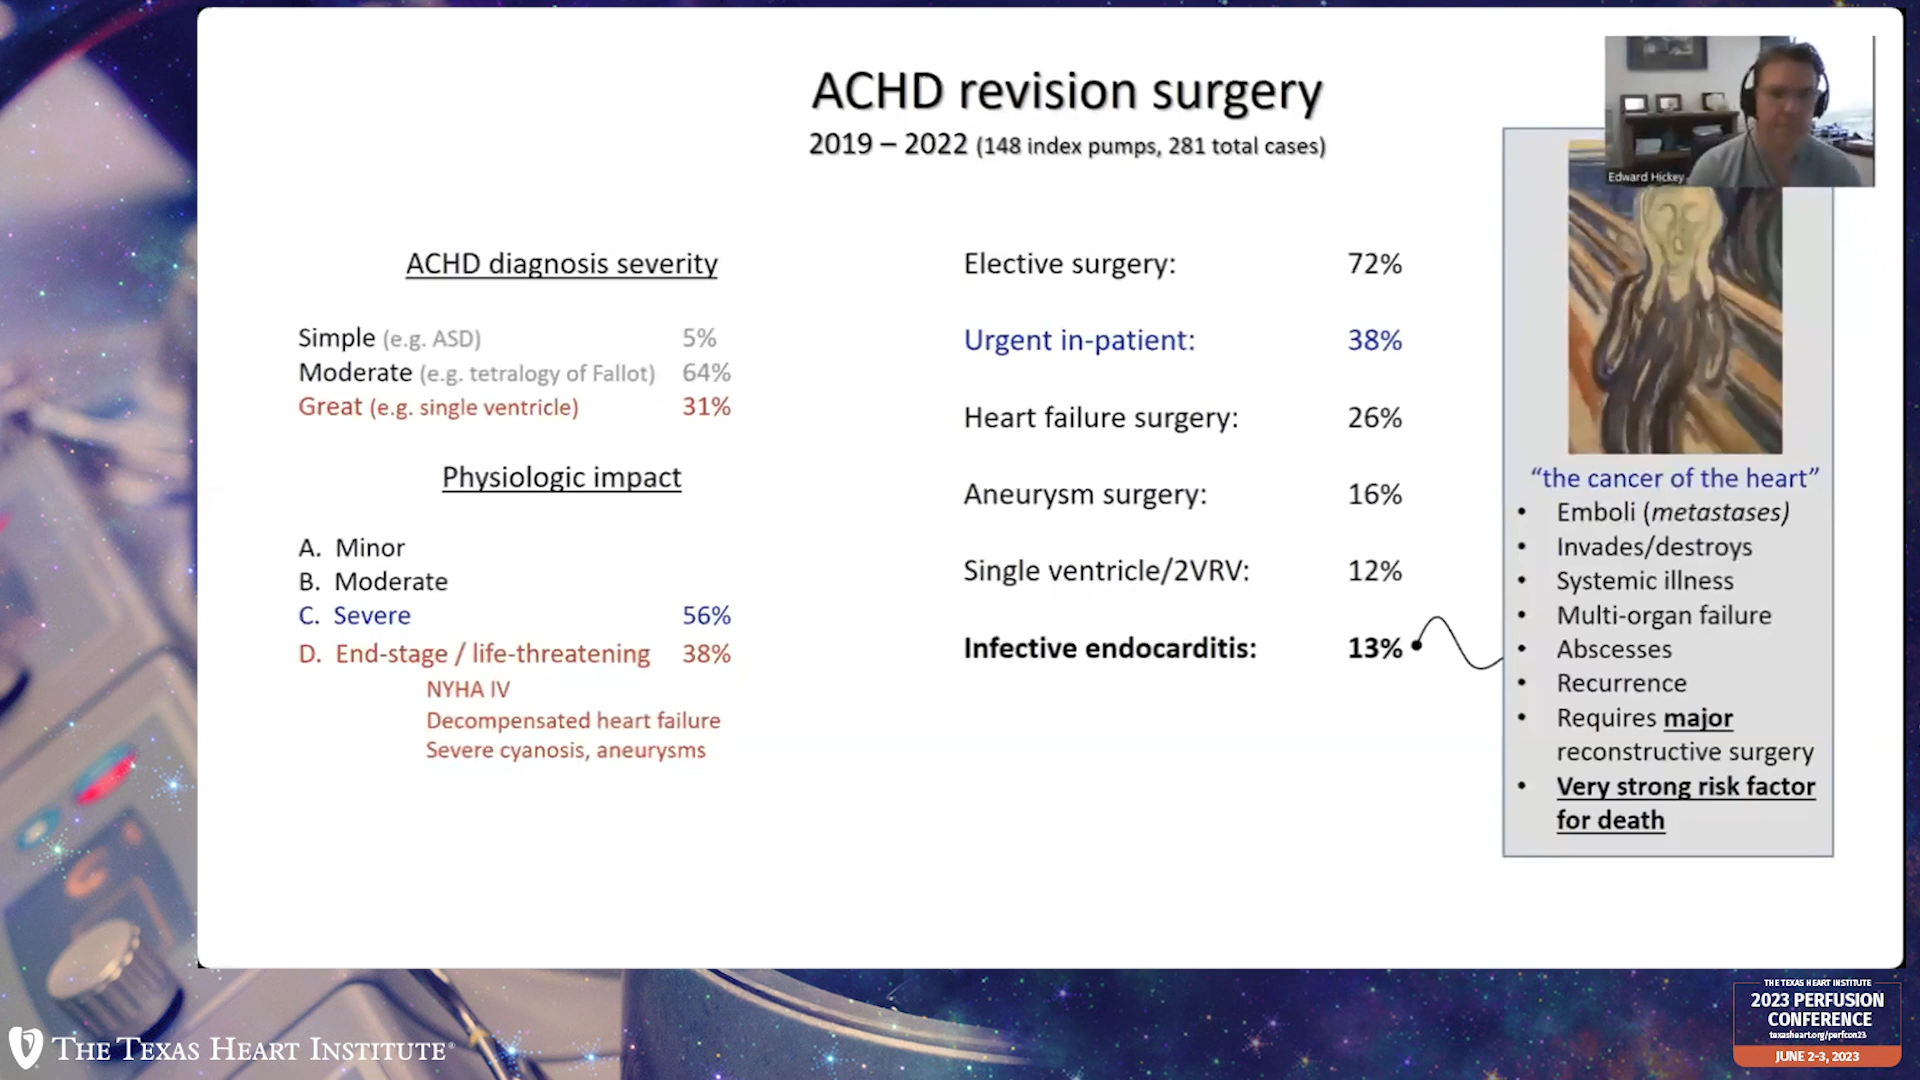 ACHD revision surgery
2019 – 2022 (148 index pumps, 281 total cases)
ACHD diagnosis severity
Simple (e.g. ASD) 5%
Moderate (e.g. tetralogy of Fallot) 64%
Great (e.g. single ventricle) 31%
Physiologic impact
A. Minor
B. Moderate
C. Severe 56%
D. End-stage / life-threatening 38%
NYHA IV
Decompensated heart failure
Severe cyanosis, aneurysms
Elective surgery: 72%
Urgent in-patient: 38%
Heart failure surgery: 26%
Aneurysm surgery: 16%
Single ventricle/2VRV: 12%
Infective endocarditis: 13%
Edward Hickey
“the cancer of the heart”
• Emboli (metastases)
• Invades/destroys
• Systemic illness
• Multi-organ failure
• Abscesses
• Recurrence
• Requires major
reconstructive surgery
• Very strong risk factor
for death
THE TEXAS HEART INSTITUTE®
THE TEXAS HEART INSTITUTE
2023 PERFUSION
CONFERENCE
texasheart.org/perfcon23
JUNE 2-3, 2023